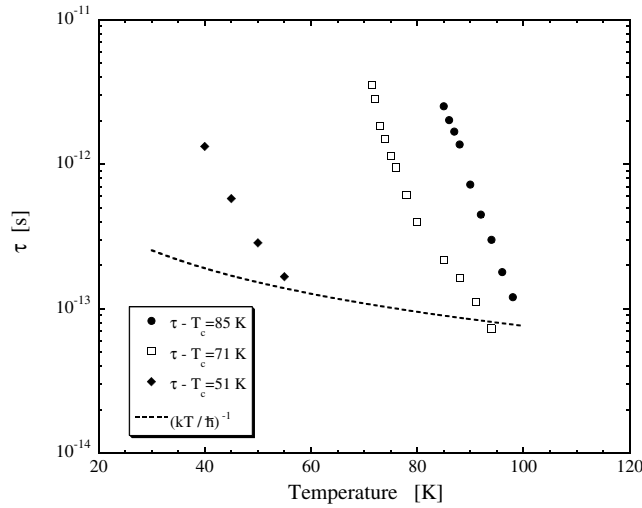 10⁻¹¹
10⁻¹²
10⁻¹³
10⁻¹⁴
τ [s]
τ - T_c=85 K
τ - T_c=71 K
τ - T_c=51 K
(kT/ħ)⁻¹
20 40 60 80 100 120
Temperature [K]